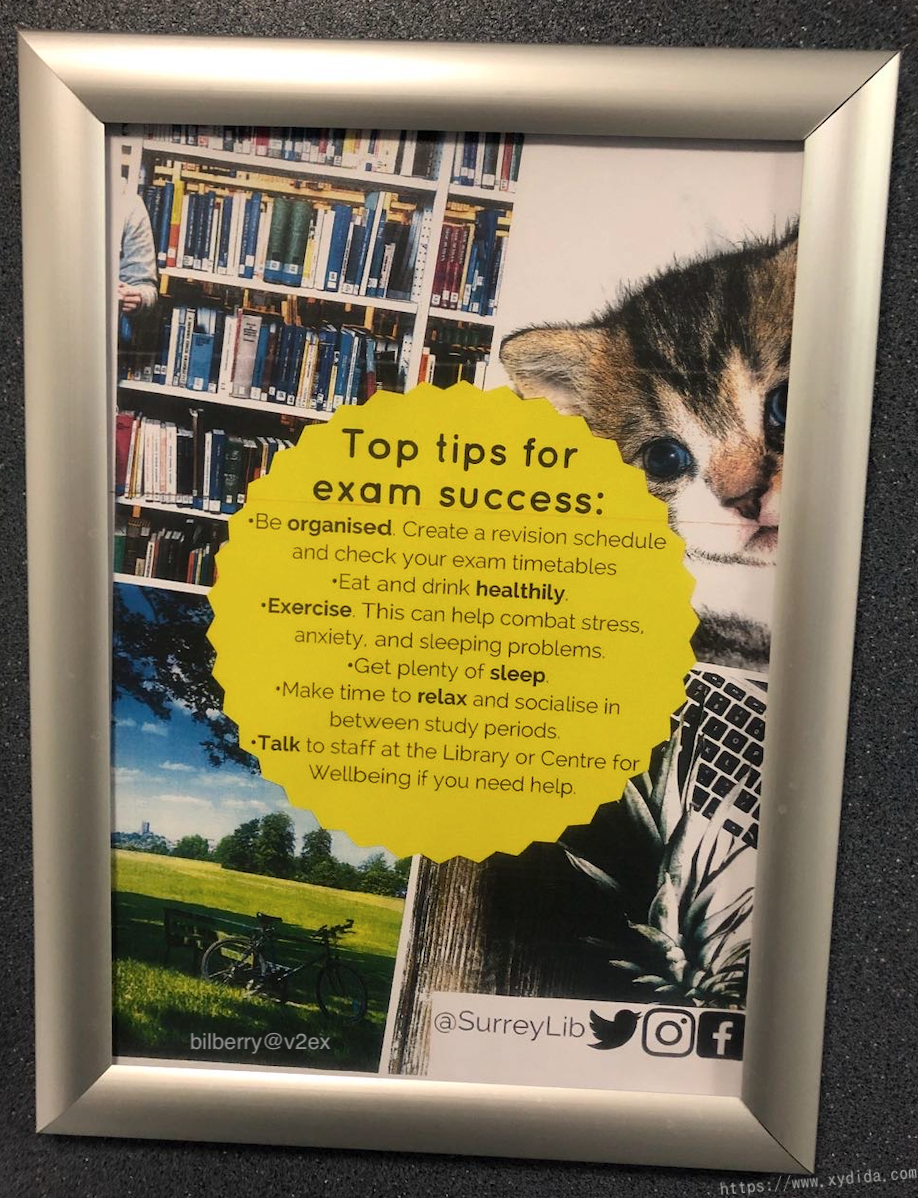 Top tips for
exam success:
•Be organised. Create a revision schedule
and check your exam timetables
•Eat and drink healthily.
•Exercise. This can help combat stress,
anxiety, and sleeping problems.
•Get plenty of sleep.
•Make time to relax and socialise in
between study periods.
•Talk to staff at the Library or Centre for
Wellbeing if you need help.
@SurreyLib
bilberry@v2ex
https://www.xydida.com